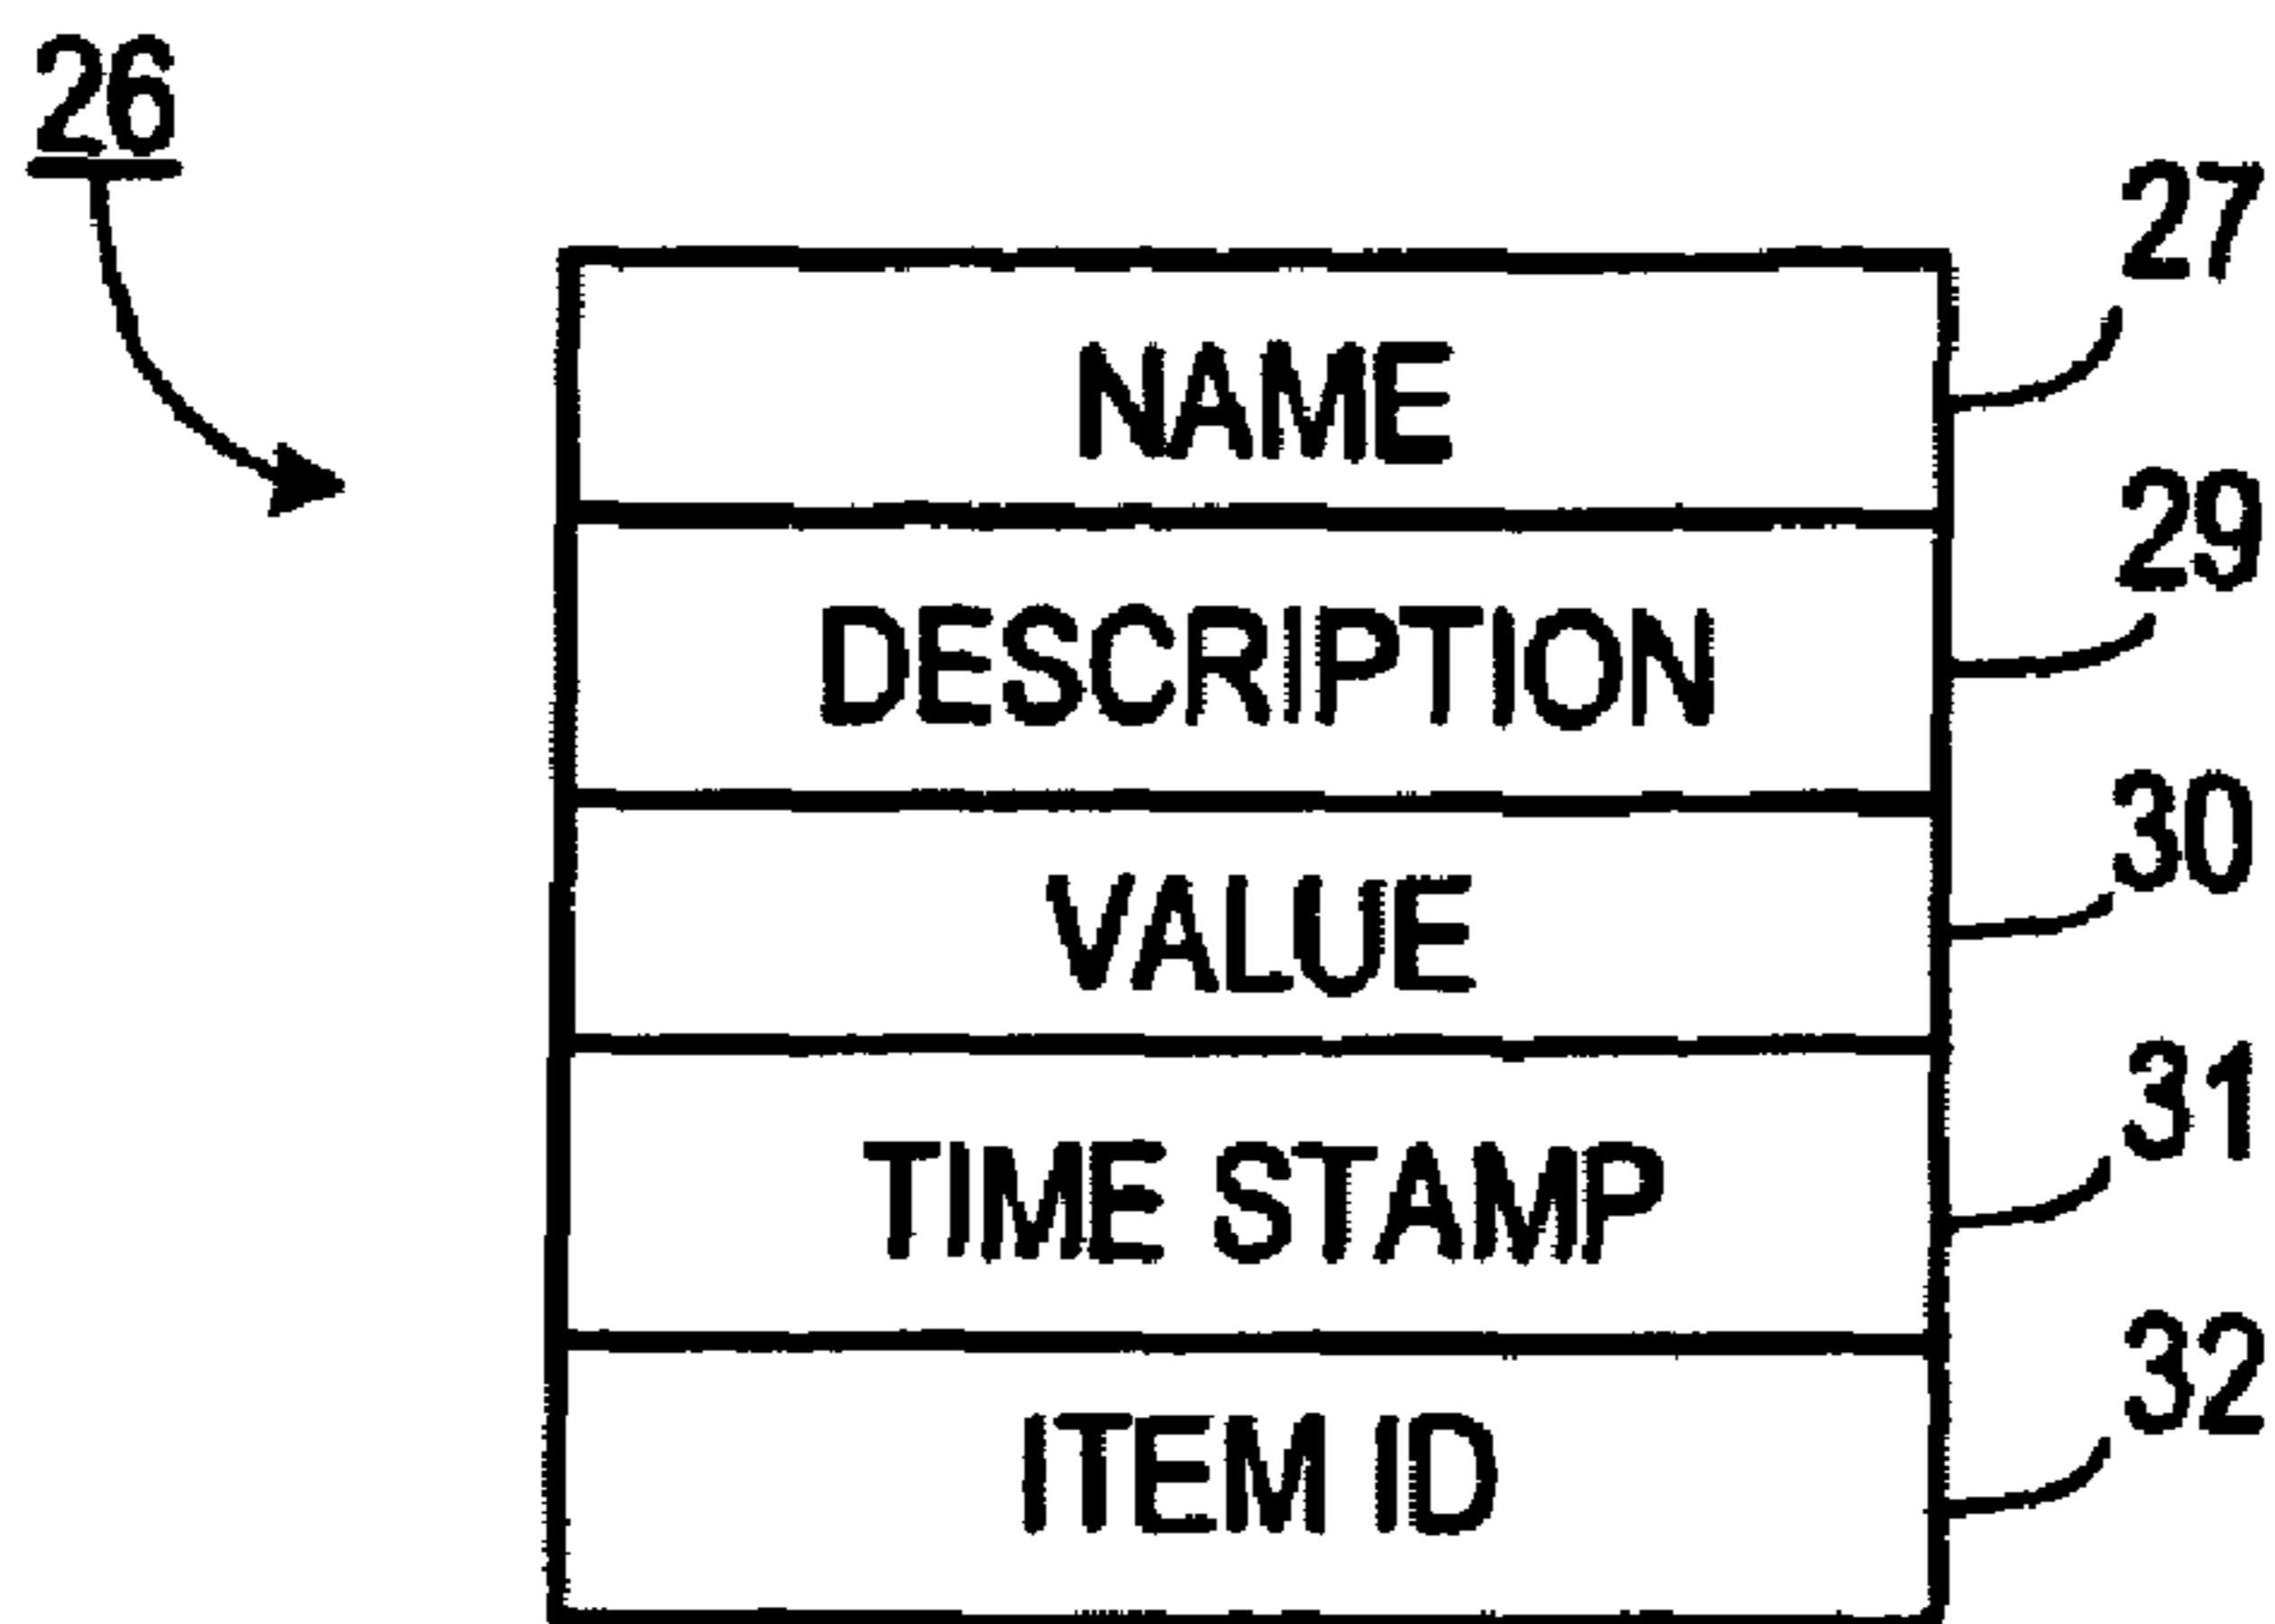 26
27
NAME
29
DESCRIPTION
30
VALUE
31
TIME STAMP
32
ITEM ID